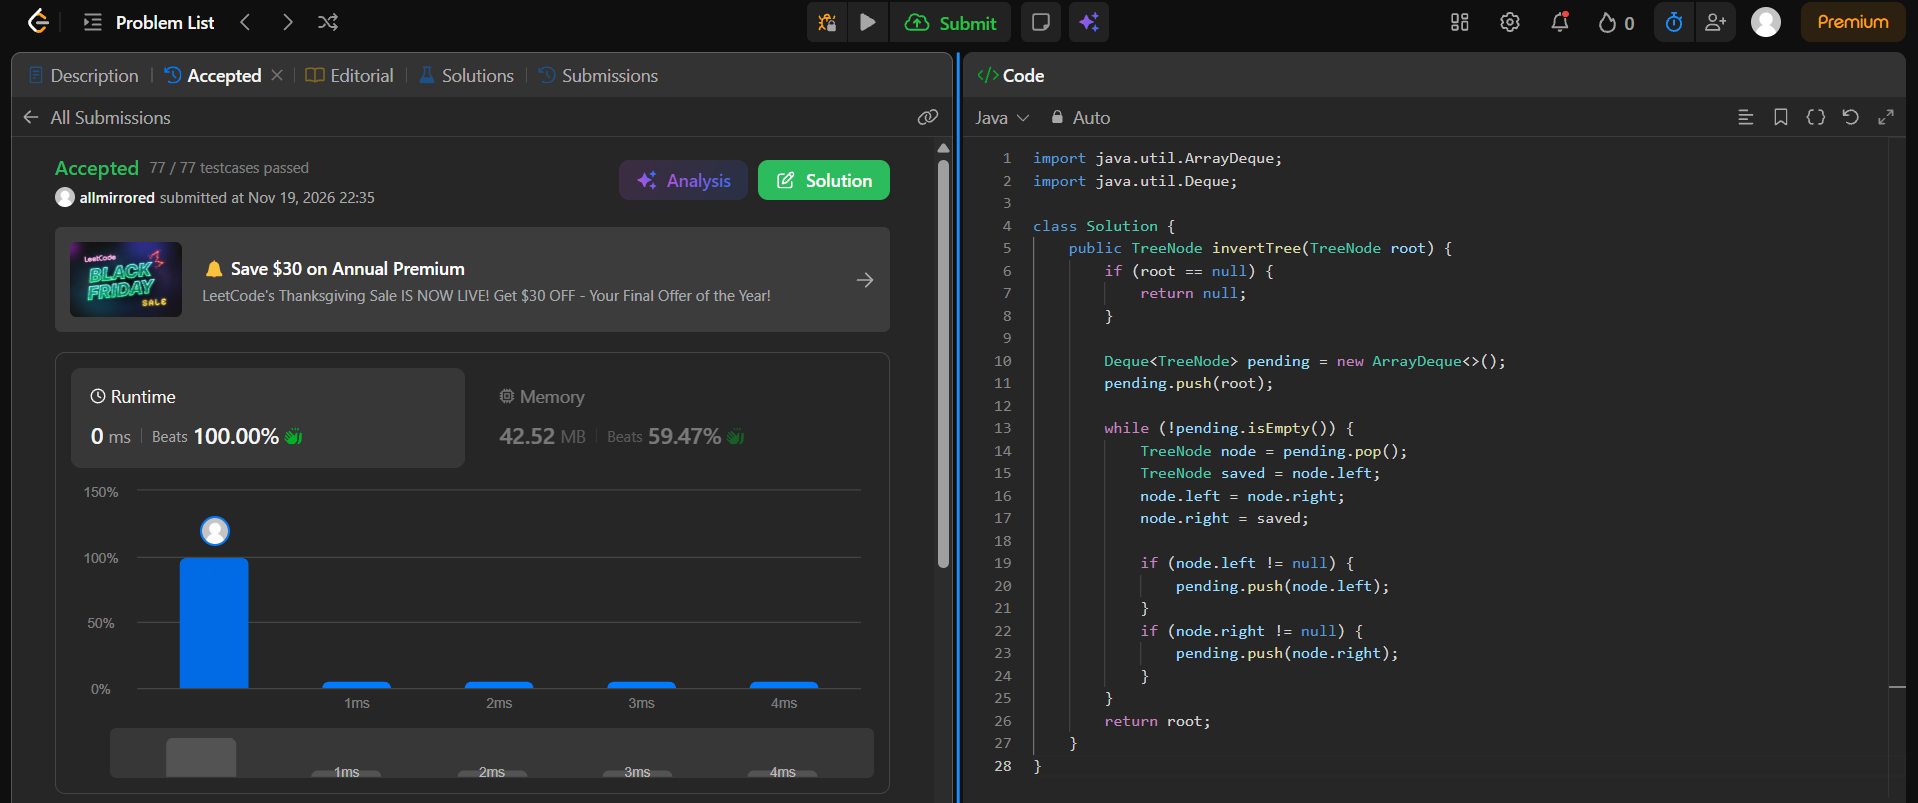 Problem List
Submit
0
Premium
Description
Accepted
Editorial
Solutions
Submissions
All Submissions
Accepted 77 / 77 testcases passed
allmirrored submitted at Nov 19, 2026 22:35
Analysis
Solution
LeetCode
BLACK
FRIDAY
SALE
Save $30 on Annual Premium
LeetCode's Thanksgiving Sale IS NOW LIVE! Get $30 OFF - Your Final Offer of the Year!
Runtime
0 ms Beats 100.00%
Memory
42.52 MB Beats 59.47%
150%
100%
50%
0%
1ms 2ms 3ms 4ms
1ms 2ms 3ms 4ms
</> Code
Java
Auto
1 import java.util.ArrayDeque;
2 import java.util.Deque;
3
4 class Solution {
5     public TreeNode invertTree(TreeNode root) {
6         if (root == null) {
7             return null;
8         }
9
10         Deque<TreeNode> pending = new ArrayDeque<>();
11         pending.push(root);
12
13         while (!pending.isEmpty()) {
14             TreeNode node = pending.pop();
15             TreeNode saved = node.left;
16             node.left = node.right;
17             node.right = saved;
18
19             if (node.left != null) {
20                 pending.push(node.left);
21             }
22             if (node.right != null) {
23                 pending.push(node.right);
24             }
25         }
26         return root;
27     }
28 }